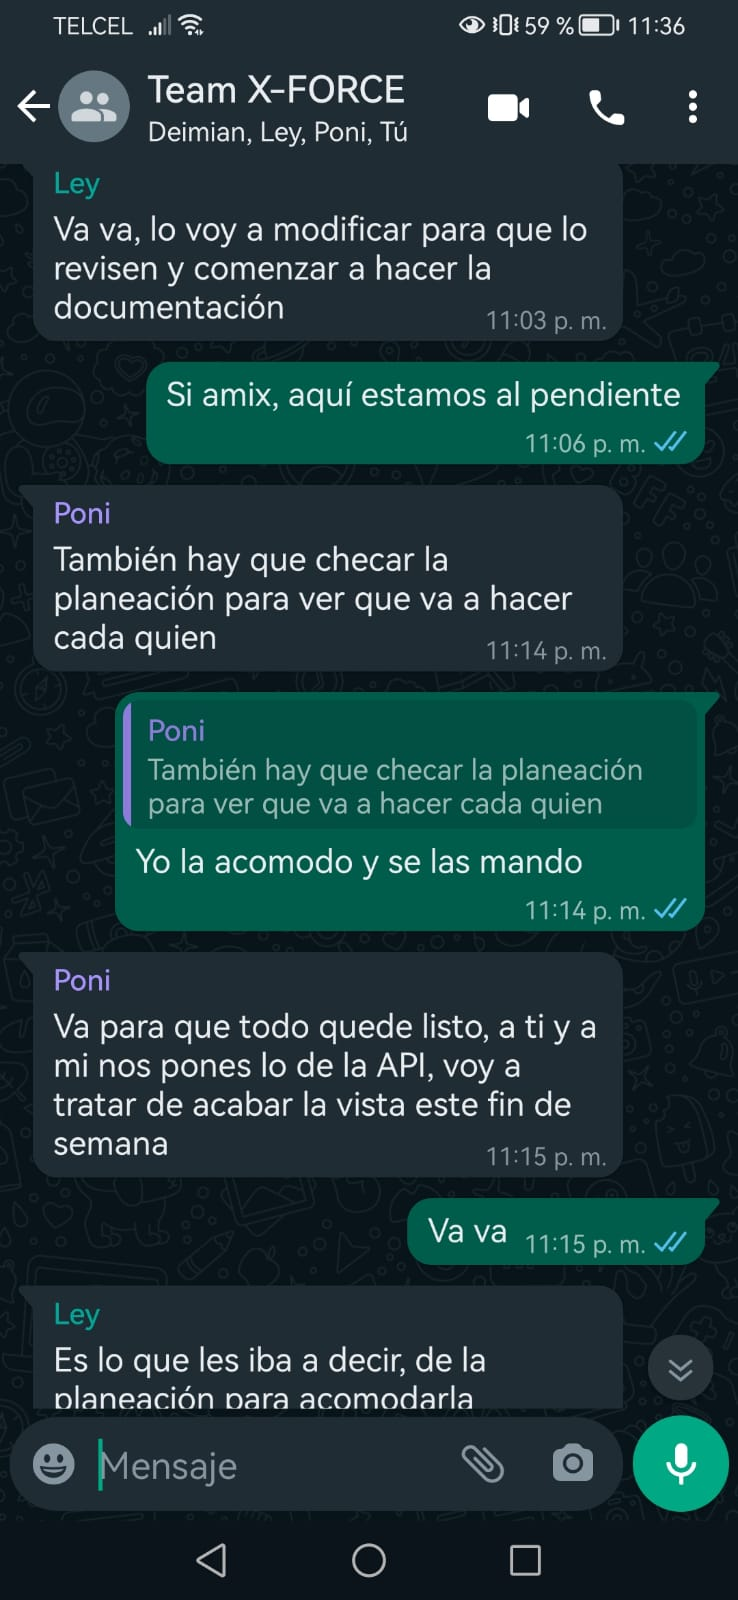 TELCEL 59 % 11:36
Team X-FORCE
Deimian, Ley, Poni, Tú
Ley
Va va, lo voy a modificar para que lo
revisen y comenzar a hacer la
documentación
11:03 p. m.
Si amix, aquí estamos al pendiente
11:06 p. m.
Poni
También hay que checar la
planeación para ver que va a hacer
cada quien
11:14 p. m.
Poni
También hay que checar la planeación
para ver que va a hacer cada quien
Yo la acomodo y se las mando
11:14 p. m.
Poni
Va para que todo quede listo, a ti y a
mi nos pones lo de la API, voy a
tratar de acabar la vista este fin de
semana
11:15 p. m.
Va va 11:15 p. m.
Ley
Es lo que les iba a decir, de la
planeación para acomodarla
Mensaje